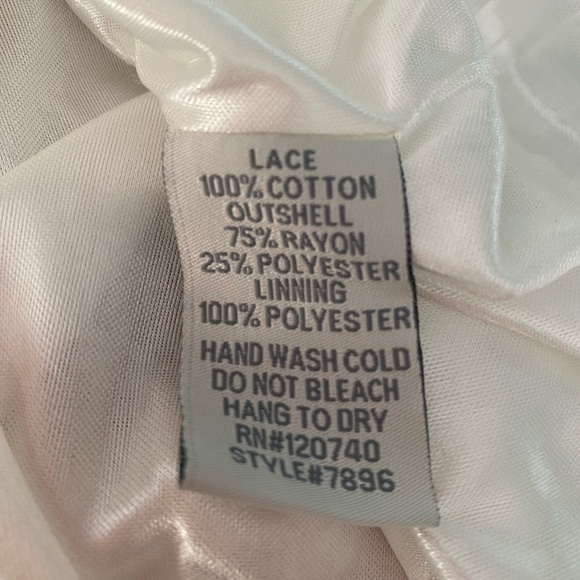 LACE
100% COTTON
OUTSHELL
75% RAYON
25% POLYESTER
LINNING
100% POLYESTER
HAND WASH COLD
DO NOT BLEACH
HANG TO DRY
RN#120740
STYLE#7896